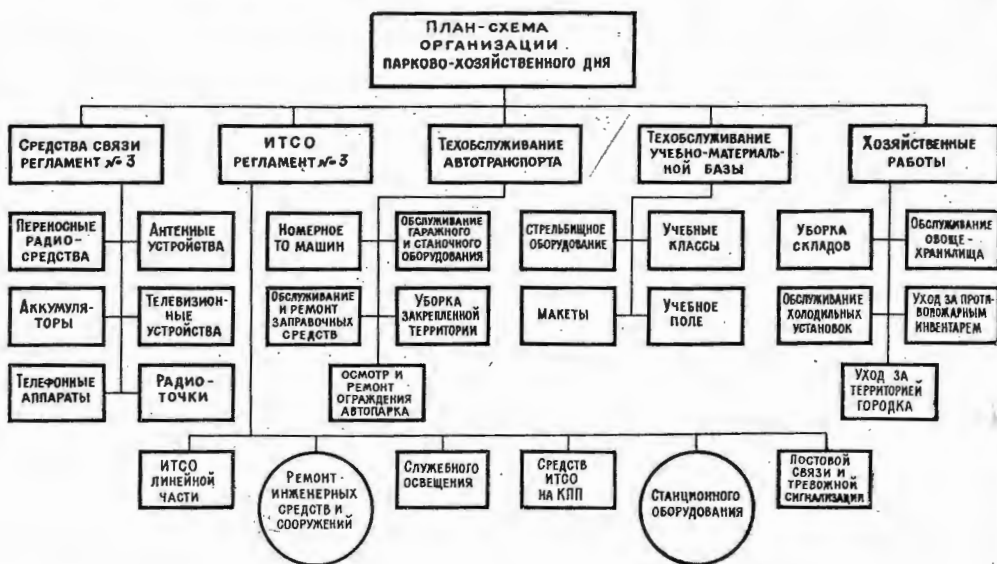 ПЛАН-СХЕМА
ОРГАНИЗАЦИИ
ПАРКОВО-ХОЗЯЙСТВЕННОГО ДНЯ
СРЕДСТВА СВЯЗИ
РЕГЛАМЕНТ № 3
ИТСО
РЕГЛАМЕНТ № 3
ТЕХОБСЛУЖИВАНИЕ
АВТОТРАНСПОРТА
ТЕХОБСЛУЖИВАНИЕ
УЧЕБНО-МАТЕРИАЛЬ-
НОЙ БАЗЫ
ХОЗЯЙСТВЕННЫЕ
РАБОТЫ
ПЕРЕНОСНЫЕ
РАДИО-
СРЕДСТВА
АНТЕННЫЕ
УСТРОЙСТВА
НОМЕРНОЕ
ТО МАШИН
ОБСЛУЖИВАНИЕ
ГАРАЖНОГО
И СТАНОЧНОГО
ОБОРУДОВАНИЯ
СТРЕЛЬБИЩНОЕ
ОБОРУДОВАНИЕ
УЧЕБНЫЕ
КЛАССЫ
УБОРКА
СКЛАДОВ
ОБСЛУЖИВАНИЕ
ОВОЩЕ-
ХРАНИЛИЩА
АККУМУЛЯ-
ТОРЫ
ТЕЛЕВИЗИОН-
НЫЕ
УСТРОЙСТВА
ОБСЛУЖИВАНИЕ
И РЕМОНТ
ЗАПРАВОЧНЫХ
СРЕДСТВ
УБОРКА
ЗАКРЕПЛЕННОЙ
ТЕРРИТОРИИ
МАКЕТЫ
УЧЕБНОЕ
ПОЛЕ
ОБСЛУЖИВАНИЕ
ХОЛОДИЛЬНЫХ
УСТАНОВОК
УХОД ЗА ПРОТИ-
ВОПОЖАРНЫМ
ИНВЕНТАРЕМ
ТЕЛЕФОННЫЕ
АППАРАТЫ
РАДИО-
ТОЧКИ
ОСМОТР И
РЕМОНТ
ОГРАЖДЕНИЯ
АВТОПАРКА
УХОД ЗА
ТЕРРИТОРИЕЙ
ГОРОДКА
ИТСО
ЛИНЕЙНОЙ
ЧАСТИ
РЕМОНТ-
ИНЖЕНЕРНЫХ
СРЕДСТВ И
СООРУЖЕНИЙ
СЛУЖЕБНОГО
ОСВЕЩЕНИЯ
СРЕДСТВ
ИТСО
НА КПП
СТАНЦИОННОГО
ОБОРУДОВАНИЯ
ПОСТОВОЙ
СВЯЗИ И
ТРЕВОЖНОЙ
СИГНАЛИЗАЦИИ